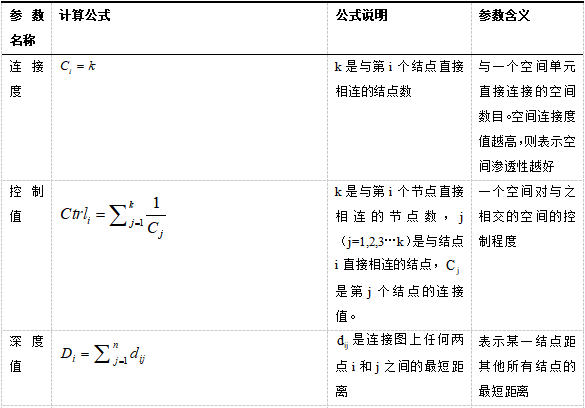 参数名称 计算公式 公式说明 参数含义
连接度
C_i = k
k 是与第 i 个结点直接
相连的结点数
与一个空间单元
直接连接的空间
数目。空间连接度
值越高，则表示空
间渗透性越好
控制值
Ctrl_i = ∑_{j=1}^{k} 1/C_j
k 是与第 i 个节点直接
相连的节点数，j
（j=1,2,3…k）是与结点
i 直接相连的结点，C_j
是第 j 个结点的连接
值。
一个空间对与之
相交的空间的控
制程度
深度值
D_i = ∑_{j=1}^{n} d_{ij}
d_{ij} 是连接图上任何两
点 i 和 j 之间的最短距
离
表示某一结点距
其他所有结点的
最短距离